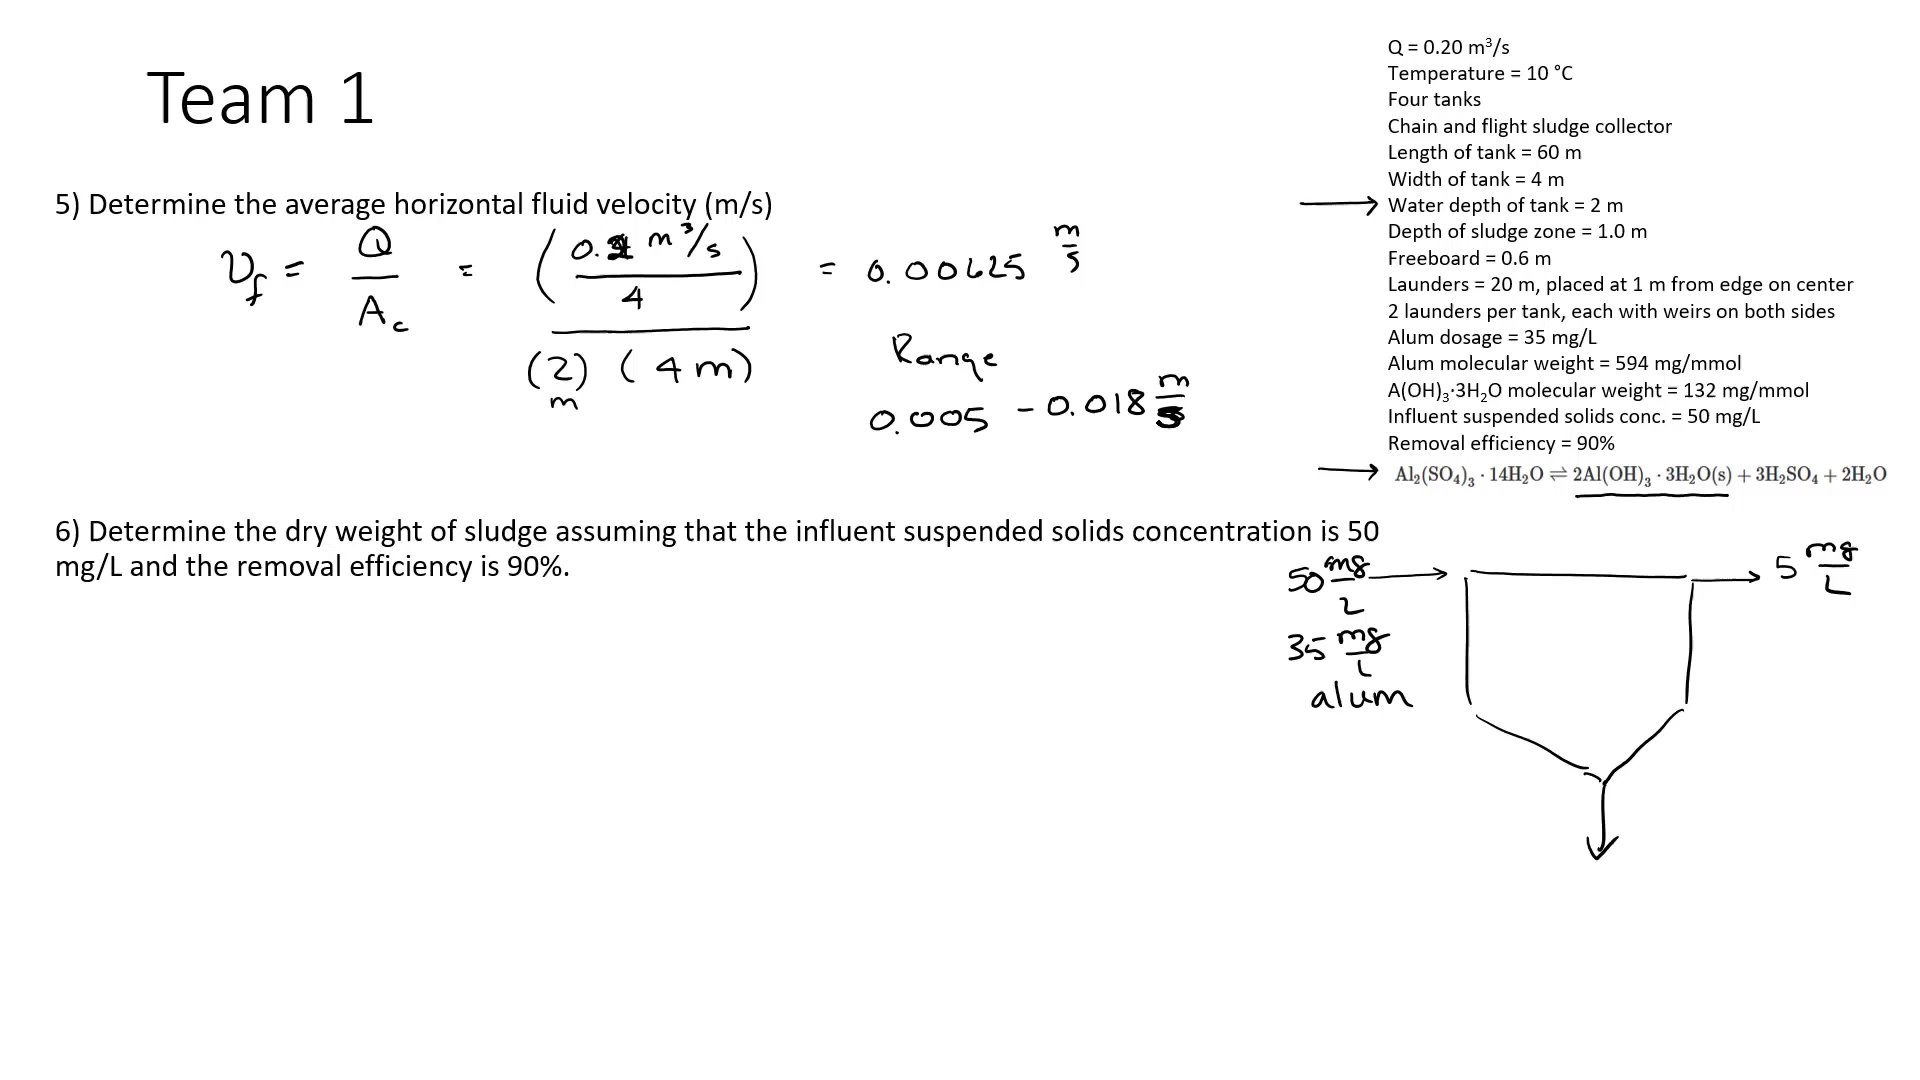 Team 1
Q = 0.20 m³/s
Temperature = 10 °C
Four tanks
Chain and flight sludge collector
Length of tank = 60 m
Width of tank = 4 m
Water depth of tank = 2 m
Depth of sludge zone = 1.0 m
Freeboard = 0.6 m
Launders = 20 m, placed at 1 m from edge on center
2 launders per tank, each with weirs on both sides
Alum dosage = 35 mg/L
Alum molecular weight = 594 mg/mmol
A(OH)₃·3H₂O molecular weight = 132 mg/mmol
Influent suspended solids conc. = 50 mg/L
Removal efficiency = 90%
Al₂(SO₄)₃ · 14H₂O ⇌ 2Al(OH)₃ · 3H₂O(s) + 3H₂SO₄ + 2H₂O
5) Determine the average horizontal fluid velocity (m/s)
v_f = Q / A_c = (0.2 m³/s / 4) / (2 m) (4 m) = 0.00625 m/s
Range
0.005 - 0.018 m/s
6) Determine the dry weight of sludge assuming that the influent suspended solids concentration is 50
mg/L and the removal efficiency is 90%.
50 mg/L
5 mg/L
35 mg/L
alum